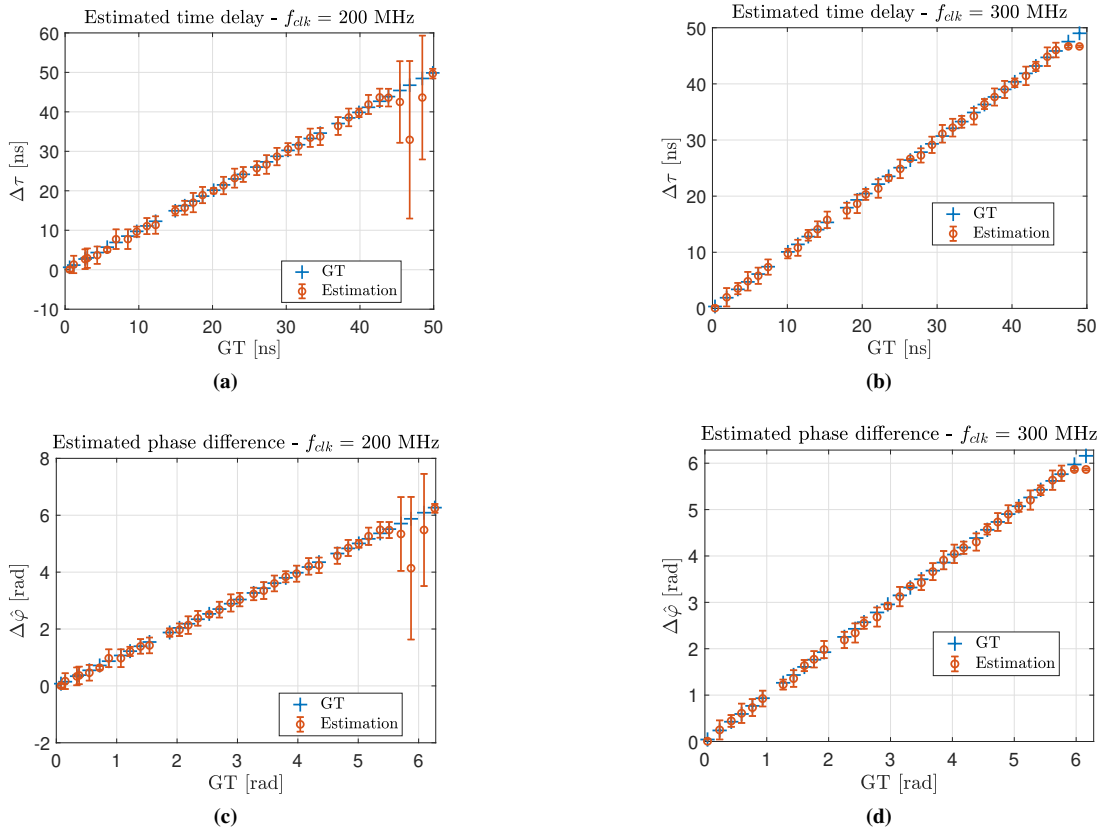 Estimated time delay - f_clk = 200 MHz
60
50
40
30
20
10
0
-10
Δτ [ns]
GT
Estimation
0 10 20 30 40 50
GT [ns]
(a)
Estimated time delay - f_clk = 300 MHz
50
40
30
20
10
0
Δτ [ns]
GT
Estimation
0 10 20 30 40 50
GT [ns]
(b)
Estimated phase difference - f_clk = 200 MHz
8
6
4
2
0
-2
Δφ̂ [rad]
GT
Estimation
0 1 2 3 4 5 6
GT [rad]
(c)
Estimated phase difference - f_clk = 300 MHz
6
5
4
3
2
1
0
Δφ̂ [rad]
GT
Estimation
0 1 2 3 4 5 6
GT [rad]
(d)